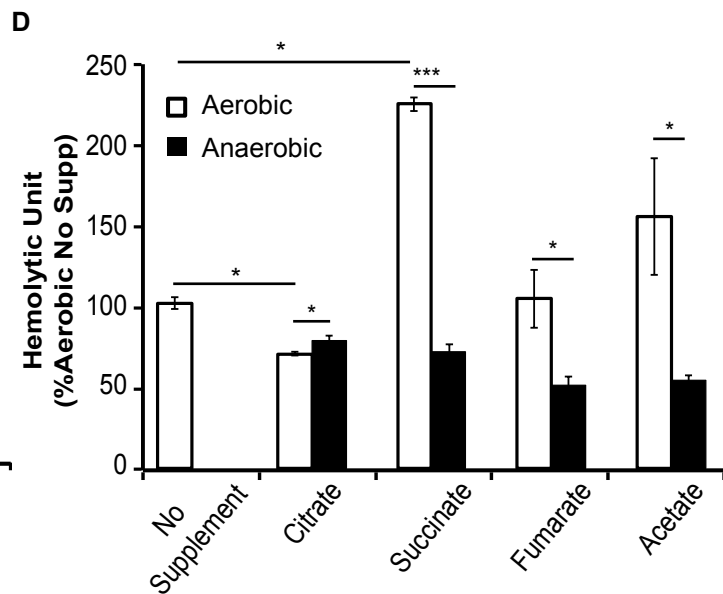 D
*
250
***
Aerobic
Anaerobic
*
200
Hemolytic Unit
(%Aerobic No Supp)
150
*
*
*
100
50
0
No
Supplement
Citrate
Succinate
Fumarate
Acetate